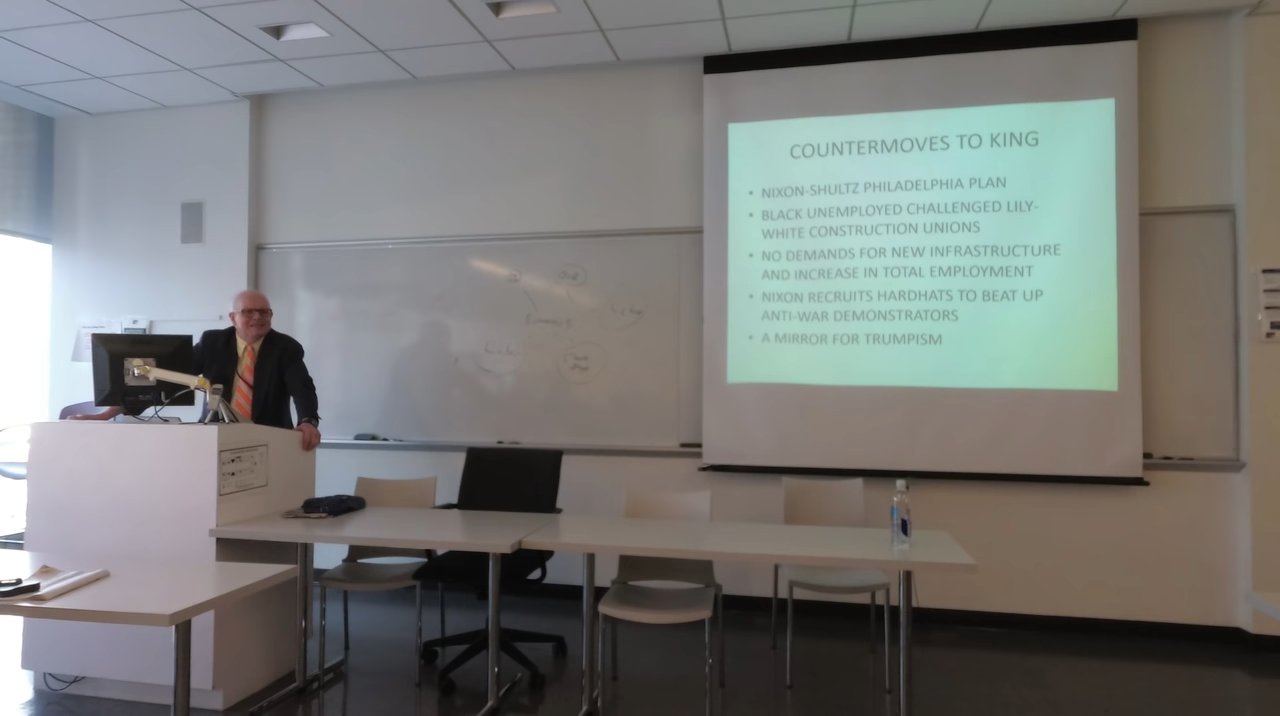 COUNTERMOVES TO KING
• NIXON-SHULTZ PHILADELPHIA PLAN
• BLACK UNEMPLOYED CHALLENGED LILY-
WHITE CONSTRUCTION UNIONS
• NO DEMANDS FOR NEW INFRASTRUCTURE
AND INCREASE IN TOTAL EMPLOYMENT
• NIXON RECRUITS HARDHATS TO BEAT UP
ANTI-WAR DEMONSTRATORS
• A MIRROR FOR TRUMPISM